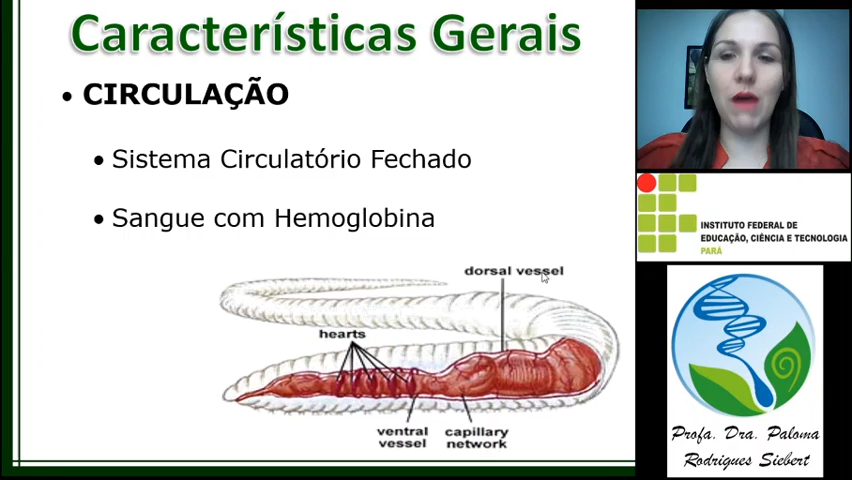 Características Gerais
• CIRCULAÇÃO
• Sistema Circulatório Fechado
• Sangue com Hemoglobina
dorsal vessel
hearts
ventral
vessel
capillary
network
INSTITUTO FEDERAL DE
EDUCAÇÃO, CIÊNCIA E TECNOLOGIA
PARÁ
Profa. Dra. Paloma
Rodrigues Siebert